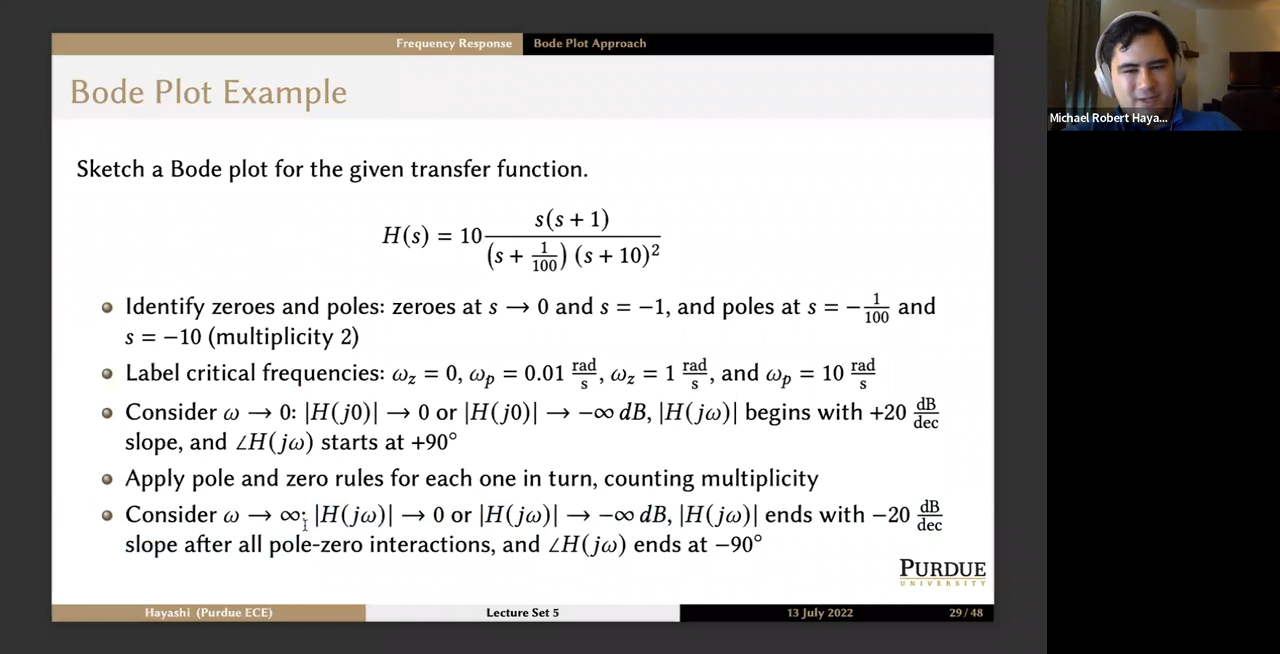 Frequency Response Bode Plot Approach
Bode Plot Example
Michael Robert Haya...
Sketch a Bode plot for the given transfer function.
H(s) = 10 s(s + 1) / (s + 1/100) (s + 10)²
Identify zeroes and poles: zeroes at s → 0 and s = −1, and poles at s = −1/100 and
s = −10 (multiplicity 2)
Label critical frequencies: ω_z = 0, ω_p = 0.01 rad/s, ω_z = 1 rad/s, and ω_p = 10 rad/s
Consider ω → 0: |H(j0)| → 0 or |H(j0)| → −∞ dB, |H(jω)| begins with +20 dB/dec
slope, and ∠H(jω) starts at +90°
Apply pole and zero rules for each one in turn, counting multiplicity
Consider ω → ∞: |H(jω)| → 0 or |H(jω)| → −∞ dB, |H(jω)| ends with −20 dB/dec
slope after all pole-zero interactions, and ∠H(jω) ends at −90°
PURDUE
UNIVERSITY
Hayashi (Purdue ECE) Lecture Set 5 13 July 2022 29 / 48